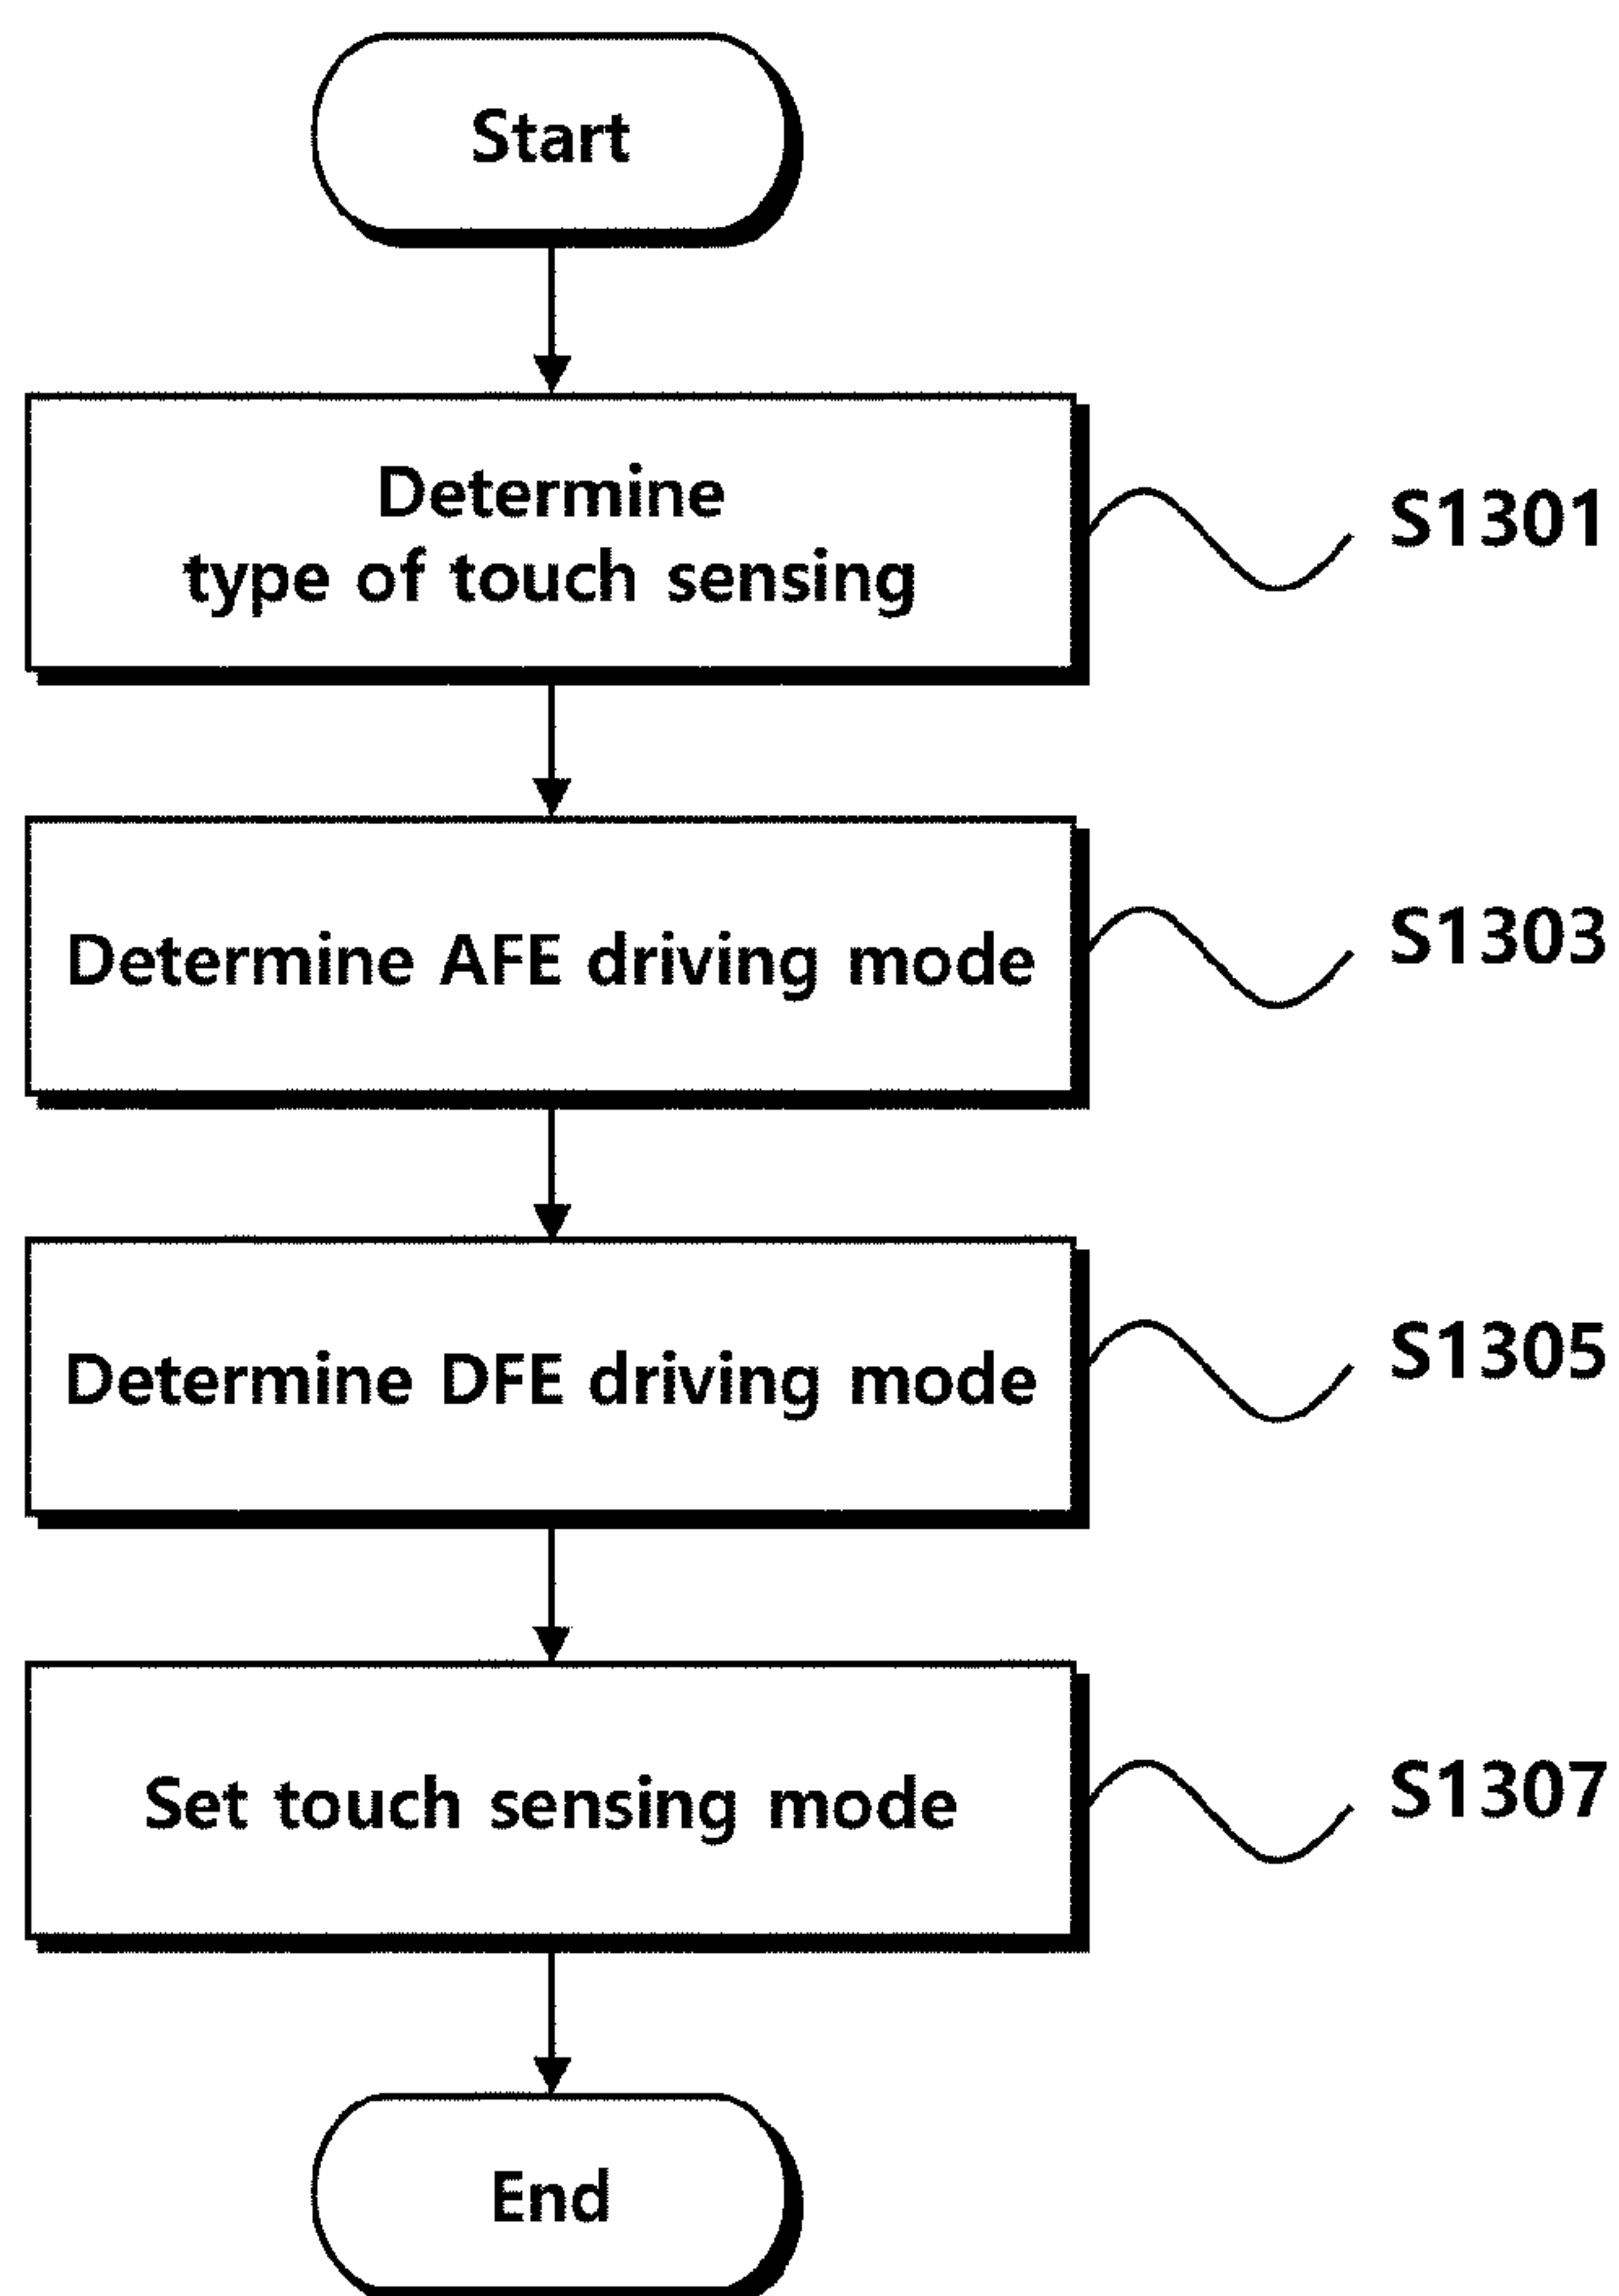 Start
Determine
type of touch sensing
S1301
Determine AFE driving mode
S1303
Determine DFE driving mode
S1305
Set touch sensing mode
S1307
End